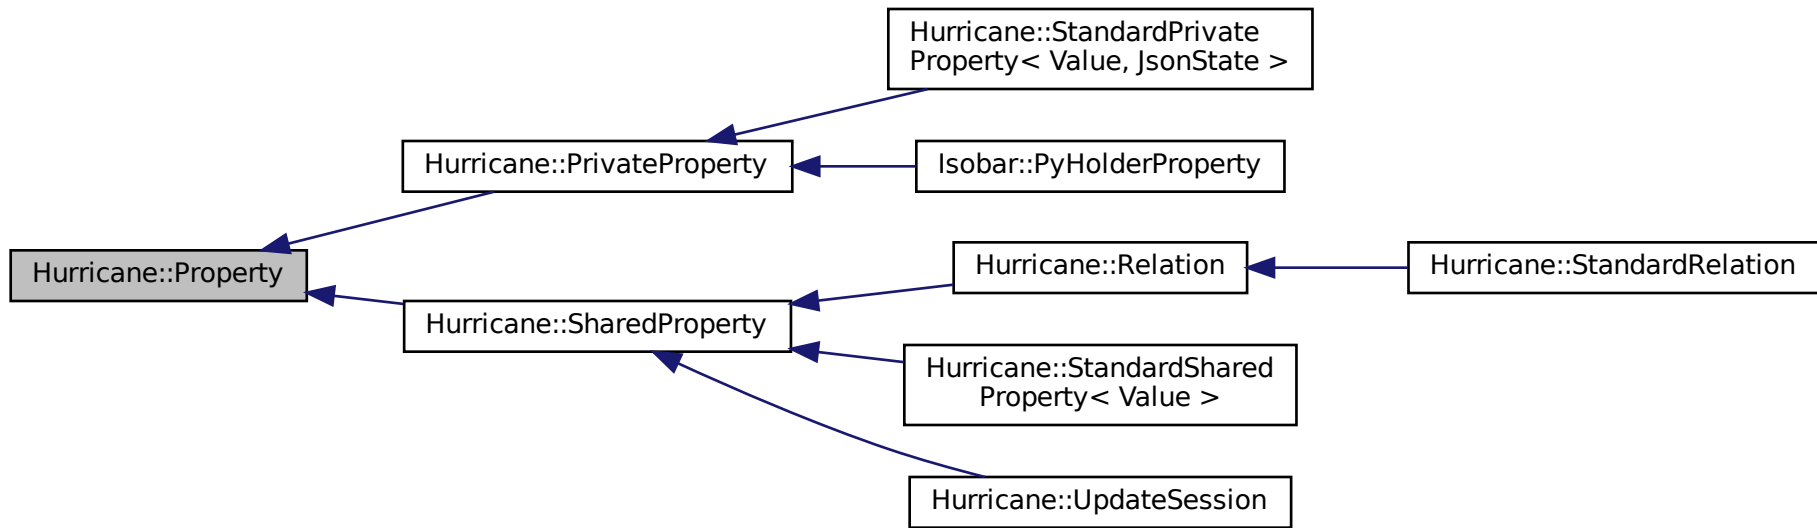 Hurricane::StandardPrivate
Property< Value, JsonState >
Hurricane::PrivateProperty
Isobar::PyHolderProperty
Hurricane::Property
Hurricane::Relation
Hurricane::StandardRelation
Hurricane::SharedProperty
Hurricane::StandardShared
Property< Value >
Hurricane::UpdateSession